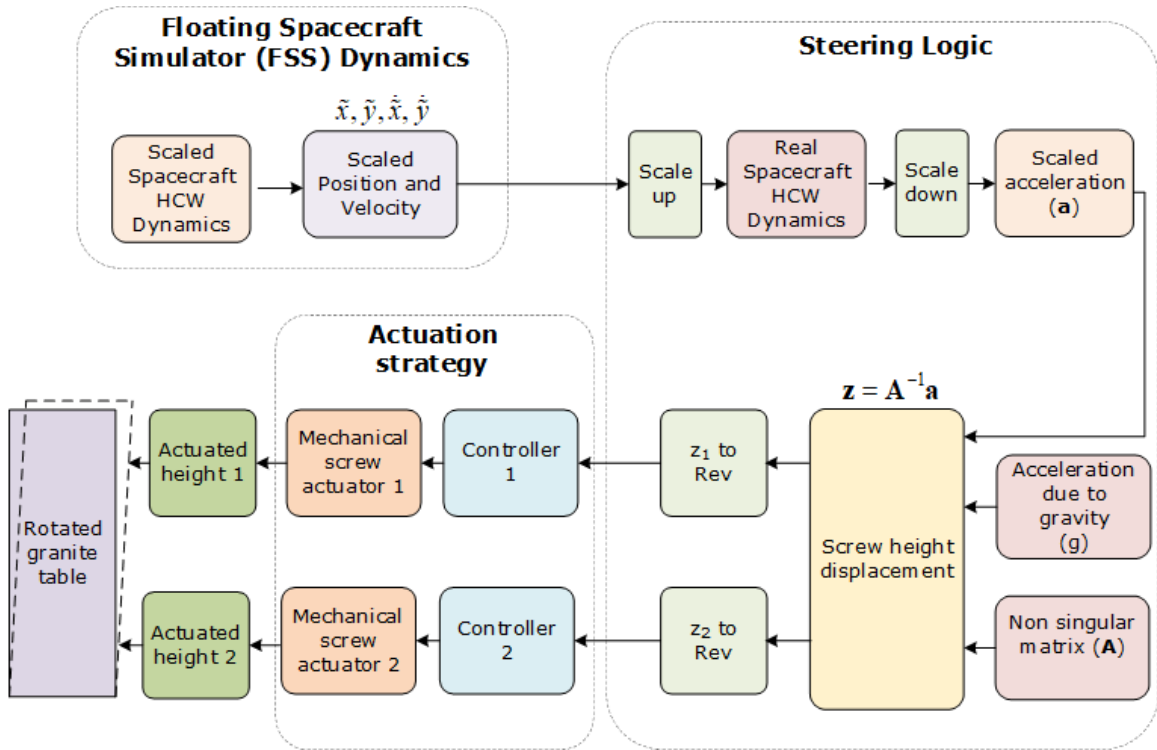 Floating Spacecraft
Simulator (FSS) Dynamics
x̃, ỹ, x̃̇, ỹ̇
Scaled
Spacecraft
HCW
Dynamics
Scaled
Position and
Velocity
Steering Logic
Scale
up
Real
Spacecraft
HCW
Dynamics
Scale
down
Scaled
acceleration
(a)
z = A⁻¹a
Screw height
displacement
Acceleration
due to
gravity
(g)
Non singular
matrix (A)
z₁ to
Rev
z₂ to
Rev
Actuation
strategy
Controller
1
Mechanical
screw
actuator 1
Controller
2
Mechanical
screw
actuator 2
Actuated
height 1
Actuated
height 2
Rotated
granite
table